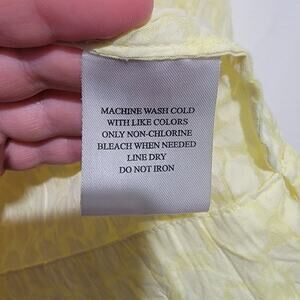 MACHINE WASH COLD
WITH LIKE COLORS
ONLY NON-CHLORINE
BLEACH WHEN NEEDED
LINE DRY
DO NOT IRON